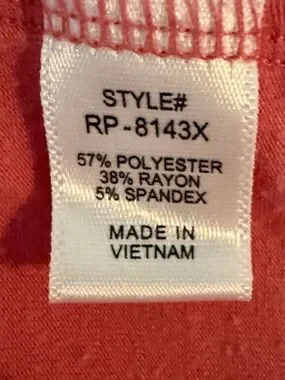 STYLE#
RP-8143X
57% POLYESTER
38% RAYON
5% SPANDEX
MADE IN
VIETNAM